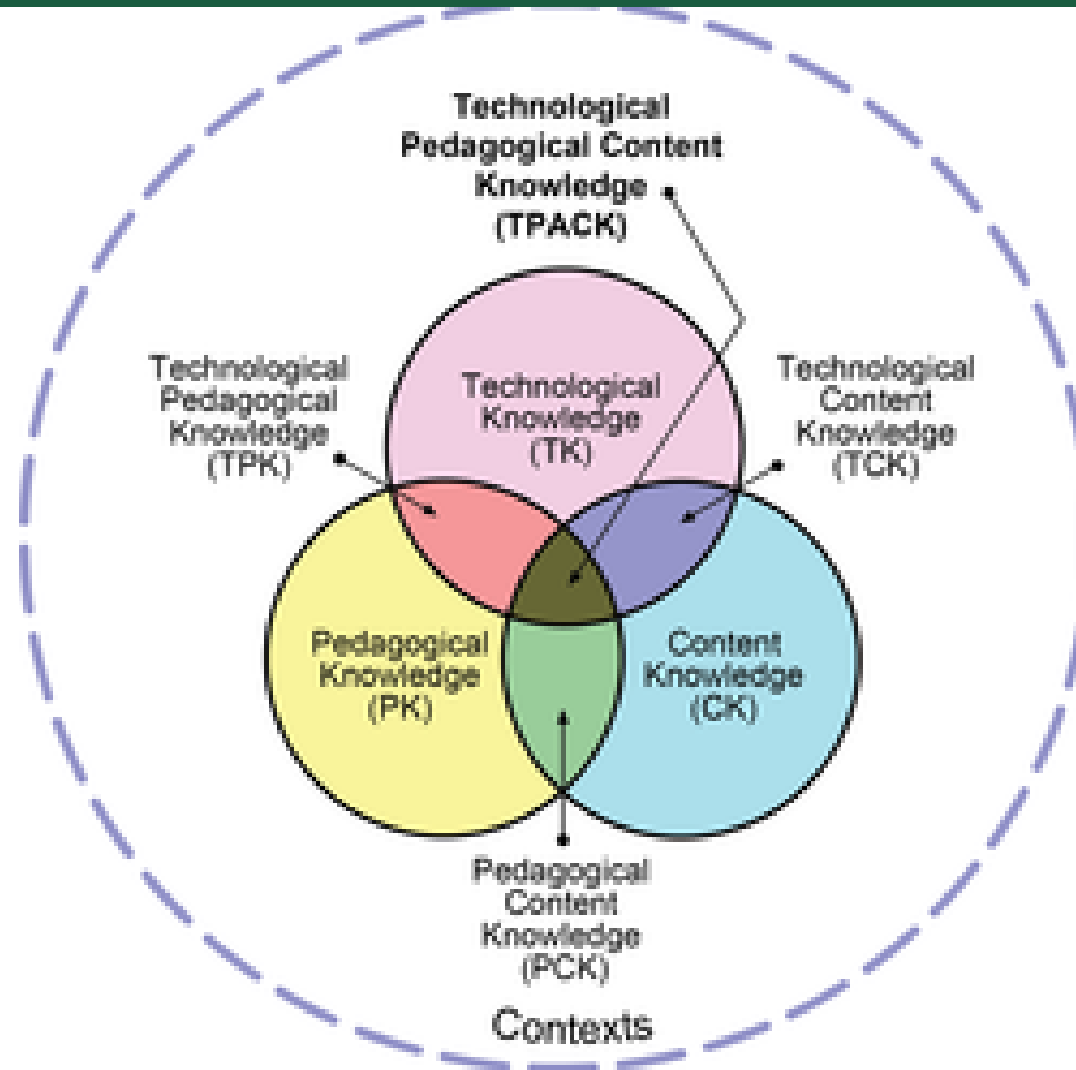 Technological
Pedagogical Content
Knowledge
(TPACK)
Technological
Pedagogical
Knowledge
(TPK)
Technological
Knowledge
(TK)
Technological
Content
Knowledge
(TCK)
Pedagogical
Knowledge
(PK)
Content
Knowledge
(CK)
Pedagogical
Content
Knowledge
(PCK)
Contexts